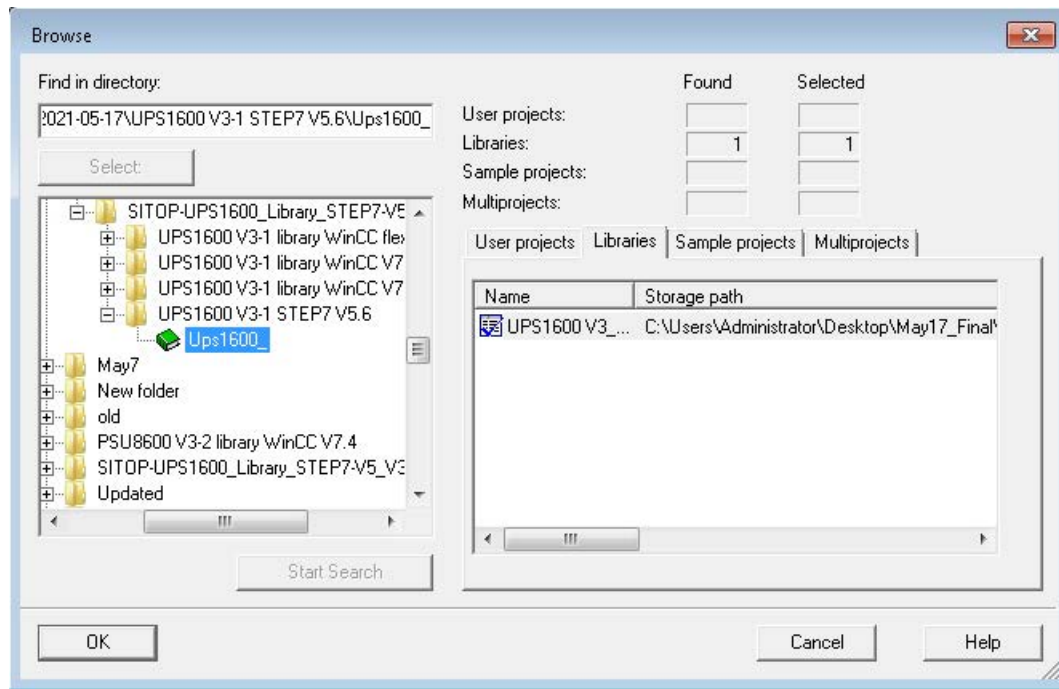 Browse
Find in directory:
2021-05-17\UPS1600 V3-1 STEP7 V5.6\Ups1600_
Select:
SITOP-UPS1600_Library_STEP7-V5
UPS1600 V3-1 library WinCC flex
UPS1600 V3-1 library WinCC V7
UPS1600 V3-1 library WinCC V7
UPS1600 V3-1 STEP7 V5.6
Ups1600_
May7
New folder
old
PSU8600 V3-2 library WinCC V7.4
SITOP-UPS1600_Library_STEP7-V5_V3
Updated
Start Search
Found Selected
User projects:
Libraries: 1 1
Sample projects:
Multiprojects:
User projects Libraries Sample projects Multiprojects
Name Storage path
UPS1600 V3_... C:\Users\Administrator\Desktop\May17_Final\
OK Cancel Help